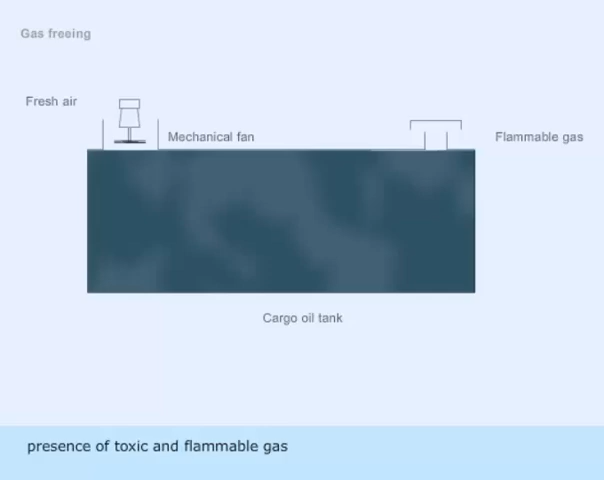 Gas freeing
Fresh air
Mechanical fan
Flammable gas
Cargo oil tank
presence of toxic and flammable gas